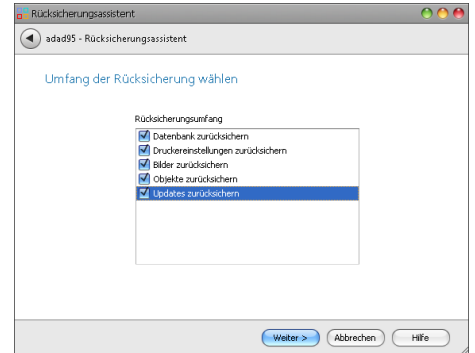 Rücksicherungsassistent
adad95 - Rücksicherungsassistent
Umfang der Rücksicherung wählen
Rücksicherungsumfang
Datenbank zurücksichern
Druckereinstellungen zurücksichern
Bilder zurücksichern
Objekte zurücksichern
Updates zurücksichern
Weiter >
Abbrechen
Hilfe